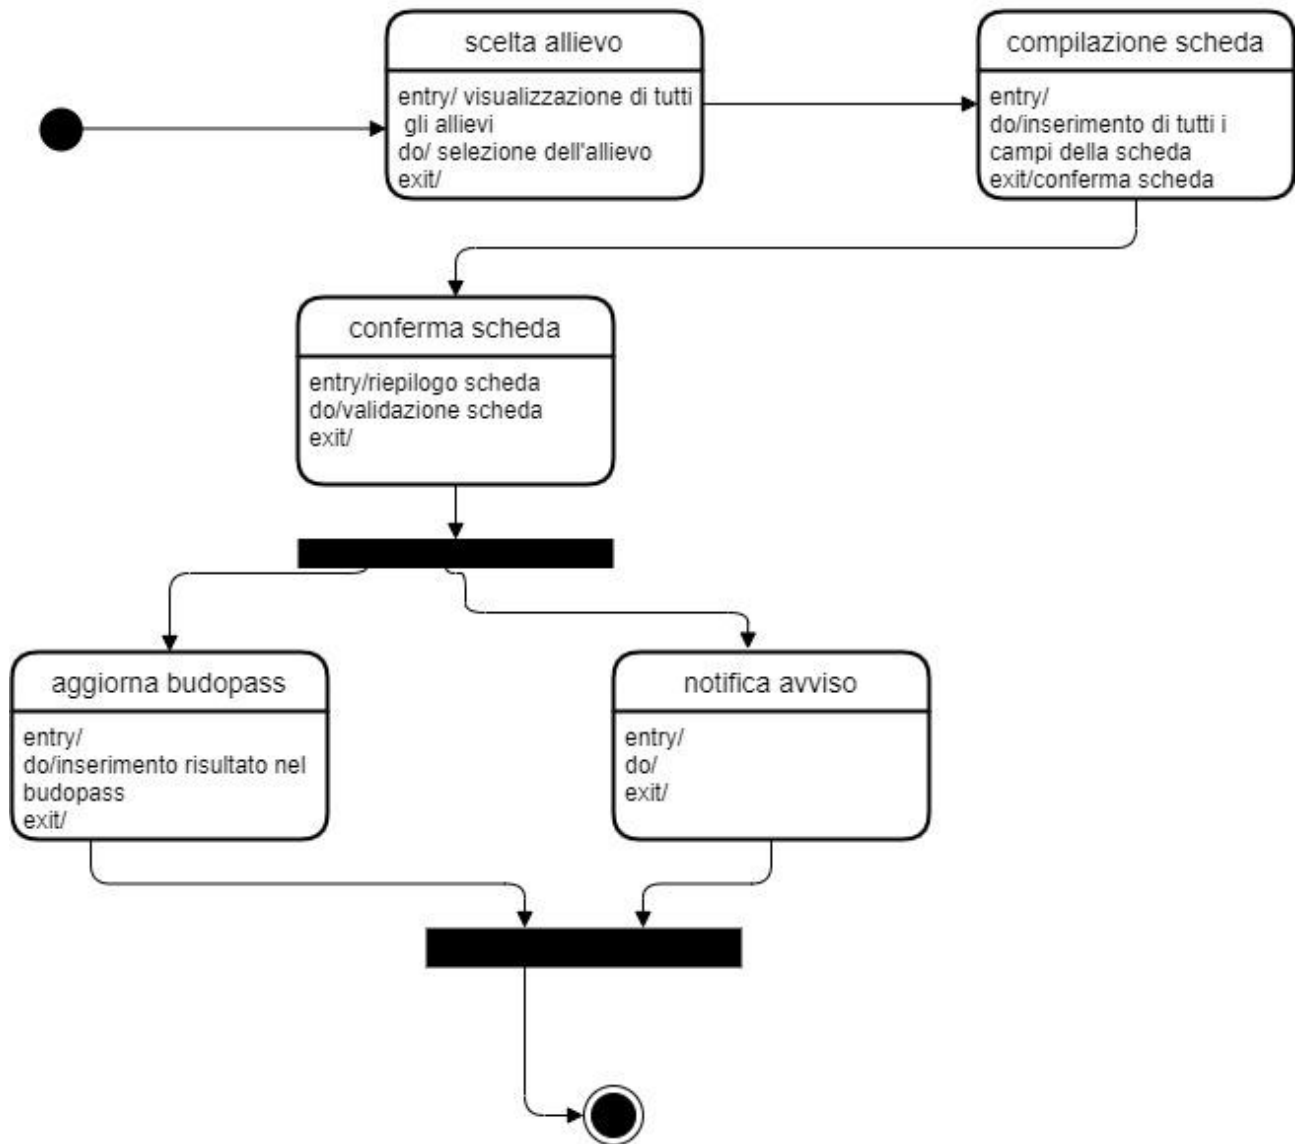 scelta allievo
entry/ visualizzazione di tutti
gli allievi
do/ selezione dell'allievo
exit/
compilazione scheda
entry/
do/inserimento di tutti i
campi della scheda
exit/conferma scheda
conferma scheda
entry/riepilogo scheda
do/validazione scheda
exit/
aggiorna budopass
entry/
do/inserimento risultato nel
budopass
exit/
notifica avviso
entry/
do/
exit/